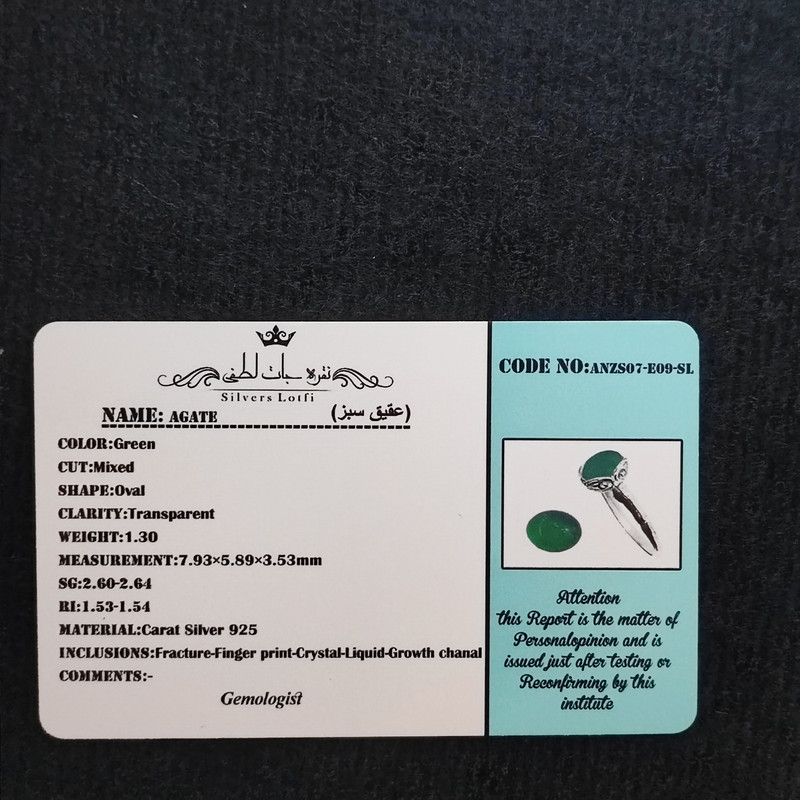 نقره جات لطفی
Silvers Lotfi
NAME: AGATE (عقیق سبز)
COLOR:Green
CUT:Mixed
SHAPE:Oval
CLARITY:Transparent
WEIGHT:1.30
MEASUREMENT:7.93×5.89×3.53mm
SG:2.60-2.64
RI:1.53-1.54
MATERIAL:Carat Silver 925
INCLUSIONS:Fracture-Finger print-Crystal-Liquid-Growth chanal
COMMENTS:-
Gemologist
CODE NO:ANZS07-E09-SL
Attention
this Report is the matter of
Personalopinion and is
issued just after testing or
Reconfirming by this
institute